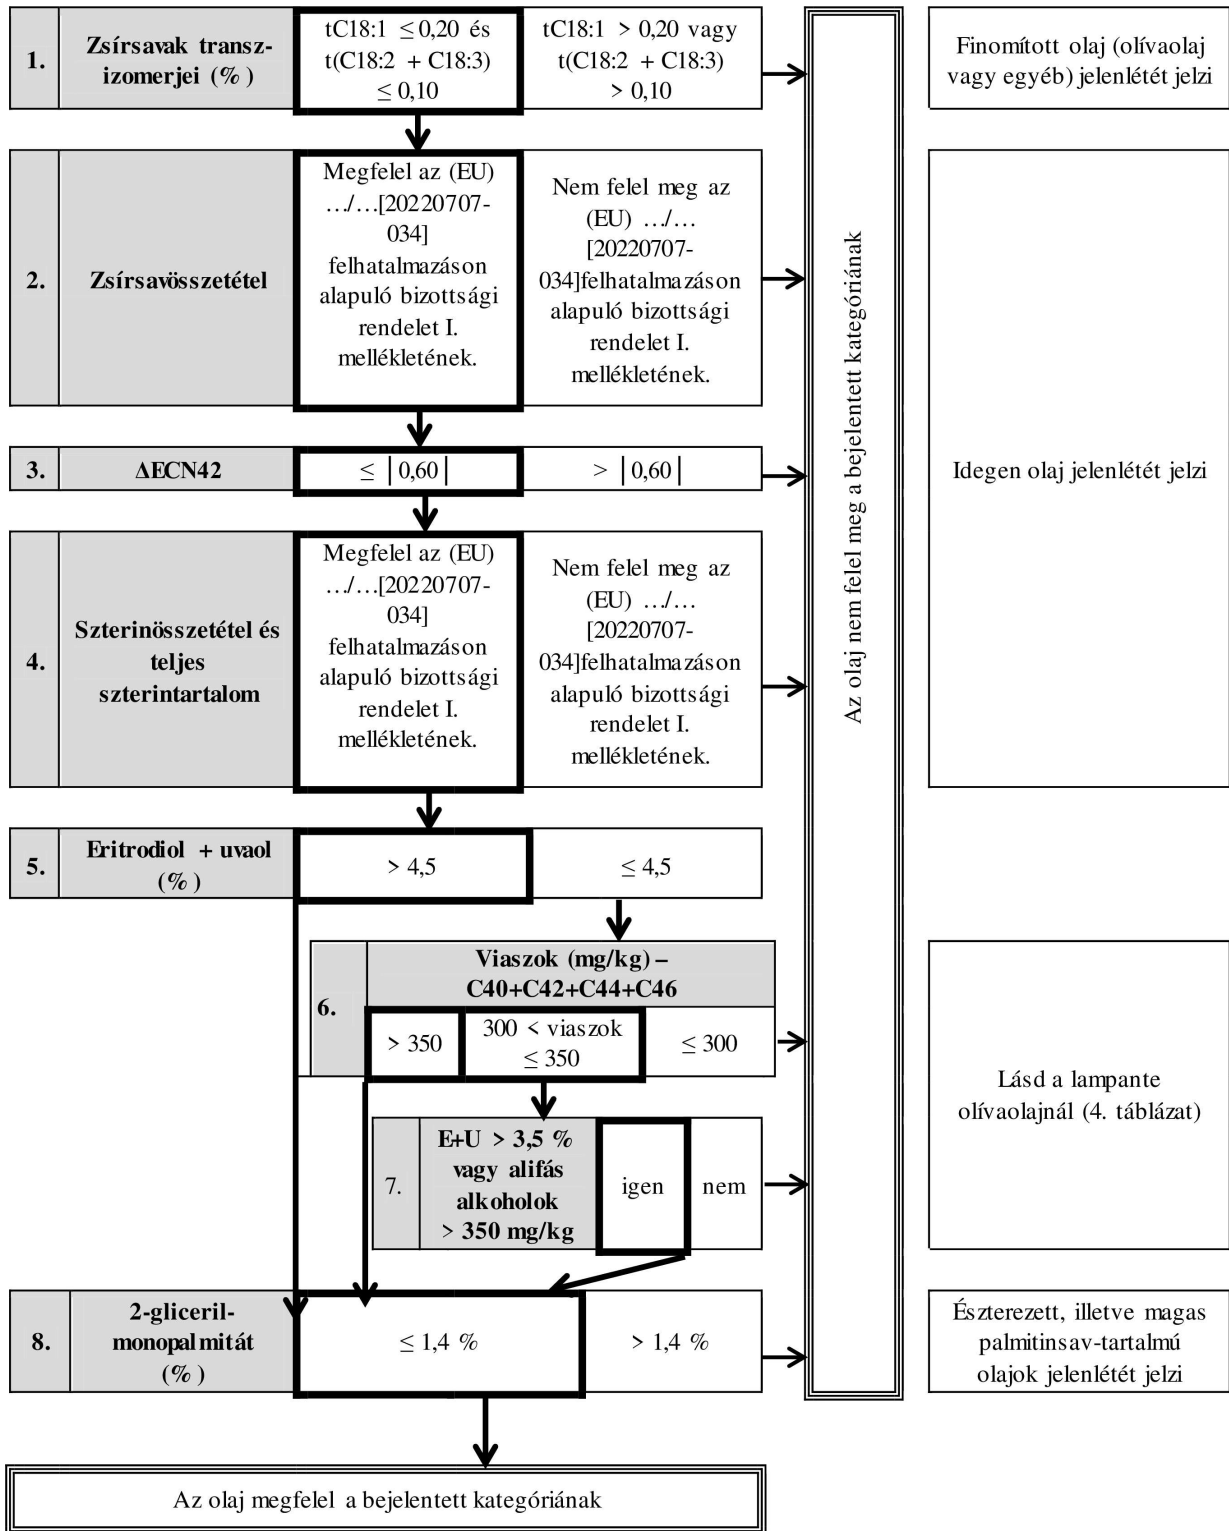 1.
Zsírsavak transz-
izomerjei (%)
tC18:1 ≤ 0,20 és
t(C18:2 + C18:3)
≤ 0,10
tC18:1 > 0,20 vagy
t(C18:2 + C18:3)
> 0,10
Finomított olaj (olívaolaj
vagy egyéb) jelenlétét jelzi
2.
Zsírsavösszetétel
Megfelel az (EU)
…/…[20220707-
034]
felhatalmazáson
alapuló bizottsági
rendelet I.
mellékletének.
Nem felel meg az
(EU) …/…
[20220707-
034]felhatalmazáson
alapuló bizottsági
rendelet I.
mellékletének.
Az olaj nem felel meg a bejelentett kategóriának
Idegen olaj jelenlétét jelzi
3.
ΔECN42
≤ |0,60|
> |0,60|
4.
Szterinösszetétel és
teljes
szterintartalom
Megfelel az (EU)
…/…[20220707-
034]
felhatalmazáson
alapuló bizottsági
rendelet I.
mellékletének.
Nem felel meg az
(EU) …/…
[20220707-
034]felhatalmazáson
alapuló bizottsági
rendelet I.
mellékletének.
5.
Eritrodiol + uvaol
(%)
> 4,5
≤ 4,5
6.
Viaszok (mg/kg) –
C40+C42+C44+C46
> 350
300 < viaszok
≤ 350
≤ 300
Lásd a lampante
olívaolajnál (4. táblázat)
7.
E+U > 3,5 %
vagy alifás
alkoholok
> 350 mg/kg
igen
nem
8.
2-gliceril-
monopalmitát
(%)
≤ 1,4 %
> 1,4 %
Észterezett, illetve magas
palmitinsav-tartalmú
olajok jelenlétét jelzi
Az olaj megfelel a bejelentett kategóriának